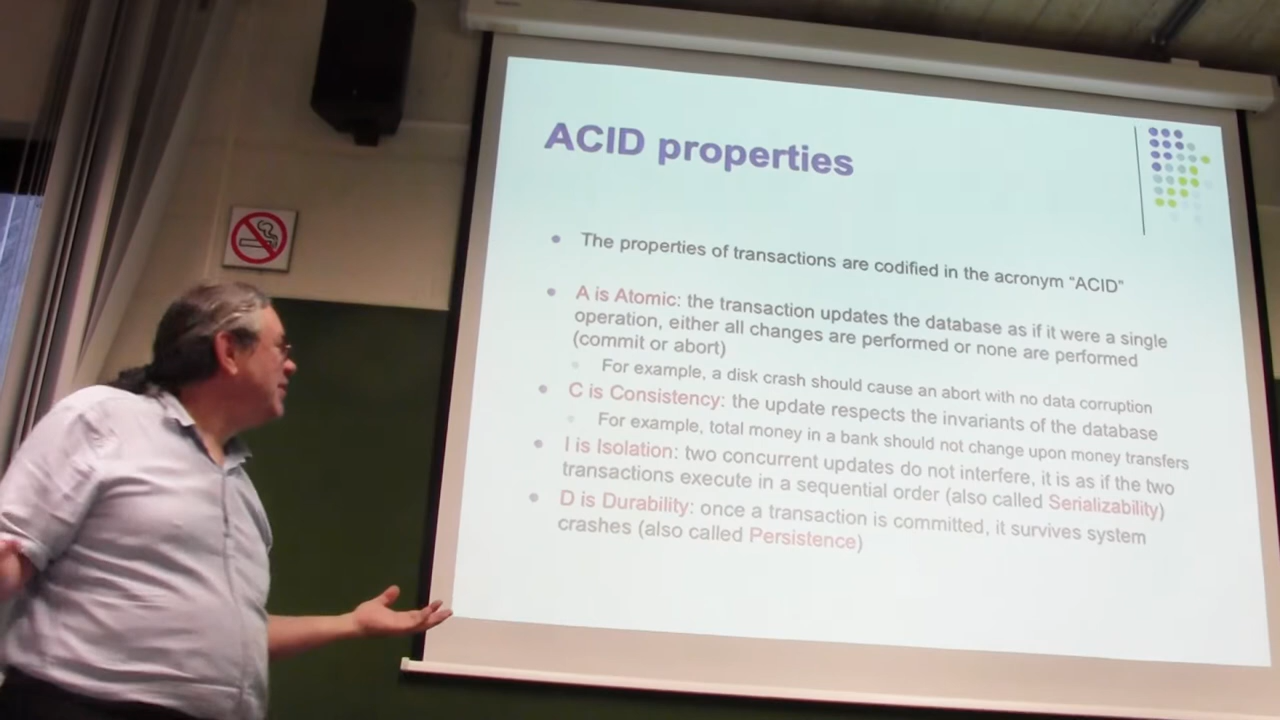 ACID properties
The properties of transactions are codified in the acronym “ACID”
A is Atomic: the transaction updates the database as if it were a single
operation, either all changes are performed or none are performed
(commit or abort)
For example, a disk crash should cause an abort with no data corruption
C is Consistency: the update respects the invariants of the database
For example, total money in a bank should not change upon money transfers
I is Isolation: two concurrent updates do not interfere, it is as if the two
transactions execute in a sequential order (also called Serializability)
D is Durability: once a transaction is committed, it survives system
crashes (also called Persistence)